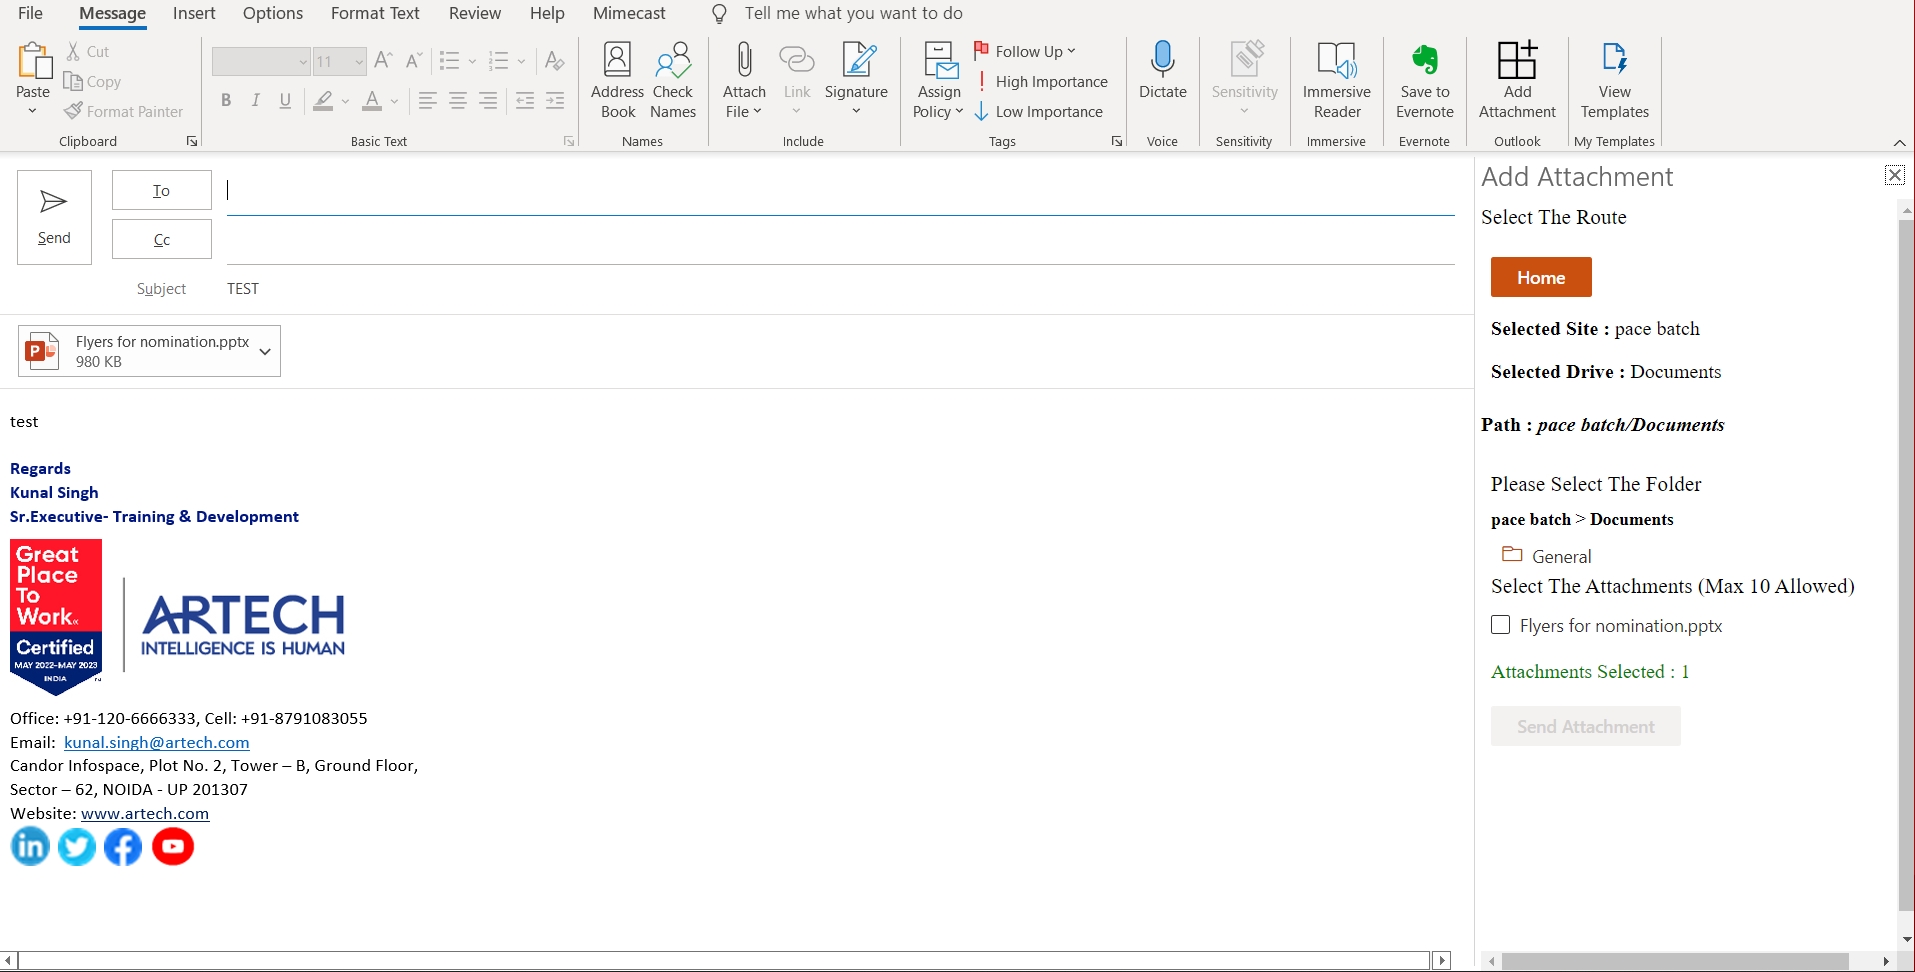 File Message Insert Options Format Text Review Help Mimecast Tell me what you want to do
Paste
Cut
Copy
Format Painter
Clipboard
11
B I U A
Basic Text
Address Book
Check Names
Names
Attach File
Link
Signature
Include
Assign Policy
Follow Up
High Importance
Low Importance
Tags
Dictate
Voice
Sensitivity
Sensitivity
Immersive Reader
Immersive
Save to Evernote
Evernote
Add Attachment
Outlook
View Templates
My Templates
Send
To
Cc
Subject TEST
Flyers for nomination.pptx
980 KB
test
Regards
Kunal Singh
Sr.Executive- Training & Development
Great
Place
To
Work.
Certified
MAY 2022-MAY 2023
INDIA
ARTECH
INTELLIGENCE IS HUMAN
Office: +91-120-6666333, Cell: +91-8791083055
Email: kunal.singh@artech.com
Candor Infospace, Plot No. 2, Tower – B, Ground Floor,
Sector – 62, NOIDA - UP 201307
Website: www.artech.com
Add Attachment
Select The Route
Home
Selected Site : pace batch
Selected Drive : Documents
Path : pace batch/Documents
Please Select The Folder
pace batch > Documents
General
Select The Attachments (Max 10 Allowed)
Flyers for nomination.pptx
Attachments Selected : 1
Send Attachment